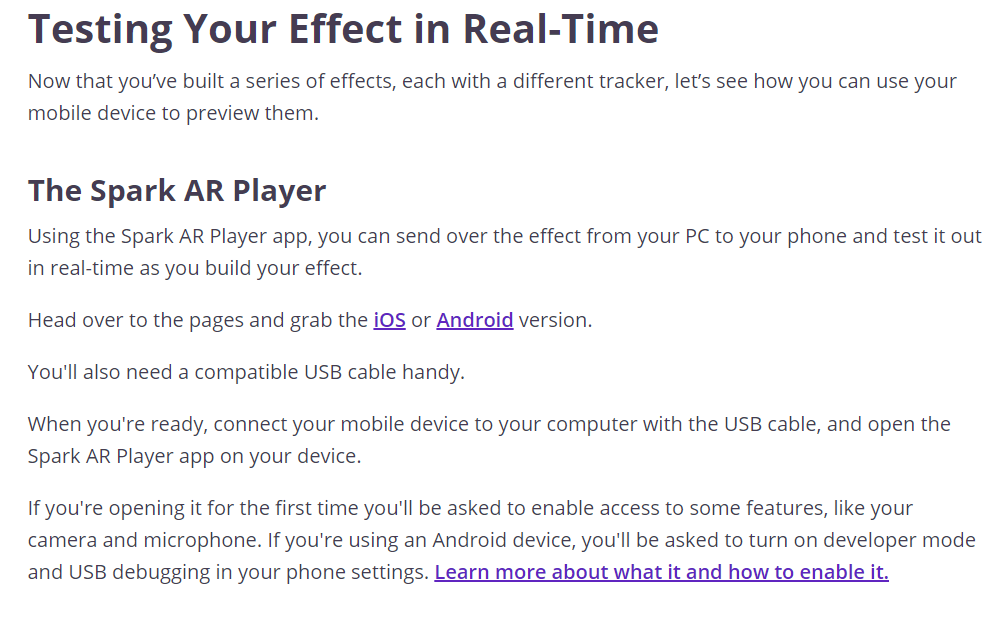 Testing Your Effect in Real-Time
Now that you’ve built a series of effects, each with a different tracker, let’s see how you can use your
mobile device to preview them.
The Spark AR Player
Using the Spark AR Player app, you can send over the effect from your PC to your phone and test it out
in real-time as you build your effect.
Head over to the pages and grab the iOS or Android version.
You'll also need a compatible USB cable handy.
When you're ready, connect your mobile device to your computer with the USB cable, and open the
Spark AR Player app on your device.
If you're opening it for the first time you'll be asked to enable access to some features, like your
camera and microphone. If you're using an Android device, you'll be asked to turn on developer mode
and USB debugging in your phone settings. Learn more about what it and how to enable it.